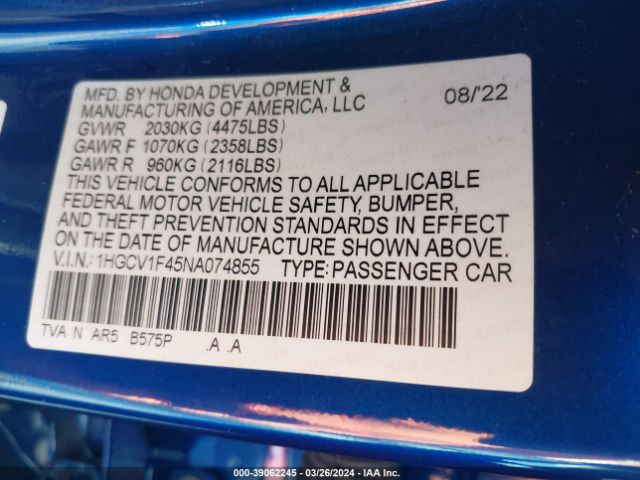 MFD. BY HONDA DEVELOPMENT &
MANUFACTURING OF AMERICA, LLC 08/'22
GVWR 2030KG (4475LBS)
GAWR F 1070KG (2358LBS)
GAWR R 960KG (2116LBS)
THIS VEHICLE CONFORMS TO ALL APPLICABLE
FEDERAL MOTOR VEHICLE SAFETY, BUMPER,
AND THEFT PREVENTION STANDARDS IN EFFECT
ON THE DATE OF MANUFACTURE SHOWN ABOVE.
V.I.N.: 1HGCV1F45NA074855 TYPE: PASSENGER CAR
TVA N AR5 B575P .A .A
000-39062245 - 03/26/2024 - IAA Inc.